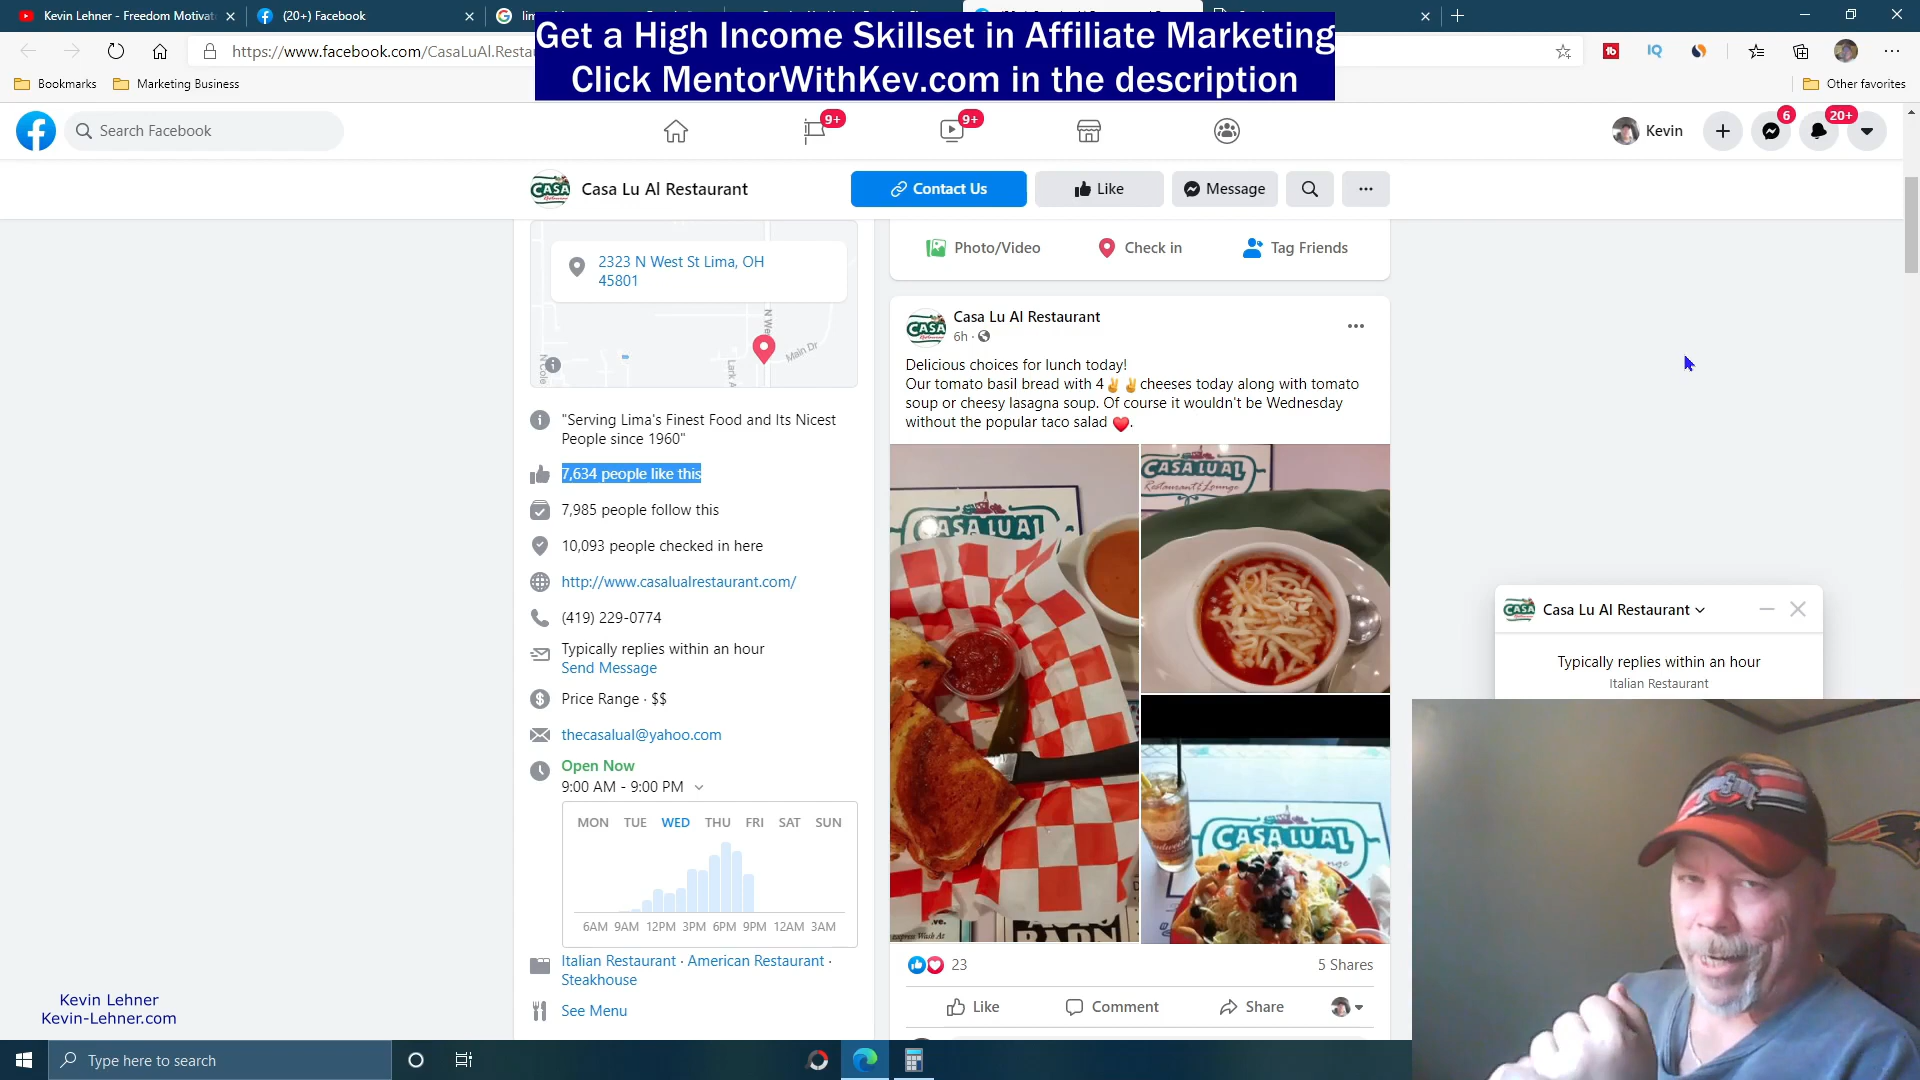 Kevin Lehner - Freedom Motivat
(20+) Facebook
https://www.facebook.com/CasaLuAl.Resta
Get a High Income Skillset in Affiliate Marketing
Click MentorWithKev.com in the description
Bookmarks
Marketing Business
Other favorites
Search Facebook
9+
9+
Kevin
6
20+
CASA
Casa Lu Al Restaurant
Contact Us
Like
Message
2323 N West St Lima, OH
45801
N We
Main Dr
Lark A
N Cole
Photo/Video
Check in
Tag Friends
"Serving Lima's Finest Food and Its Nicest
People since 1960"
7,634 people like this
7,985 people follow this
10,093 people checked in here
http://www.casalualrestaurant.com/
(419) 229-0774
Typically replies within an hour
Send Message
Price Range · $$
thecasalual@yahoo.com
Open Now
9:00 AM - 9:00 PM
MON TUE WED THU FRI SAT SUN
6AM 9AM 12PM 3PM 6PM 9PM 12AM 3AM
Italian Restaurant · American Restaurant ·
Steakhouse
See Menu
CASA
Casa Lu Al Restaurant
6h ·
Delicious choices for lunch today!
Our tomato basil bread with 4✌✌cheeses today along with tomato
soup or cheesy lasagna soup. Of course it wouldn't be Wednesday
without the popular taco salad ❤.
CASA LU AL
CASA LU AL
Restaurant & Lounge
CASA LU AL
23
5 Shares
Like
Comment
Share
CASA
Casa Lu Al Restaurant
Typically replies within an hour
Italian Restaurant
Kevin Lehner
Kevin-Lehner.com
Type here to search